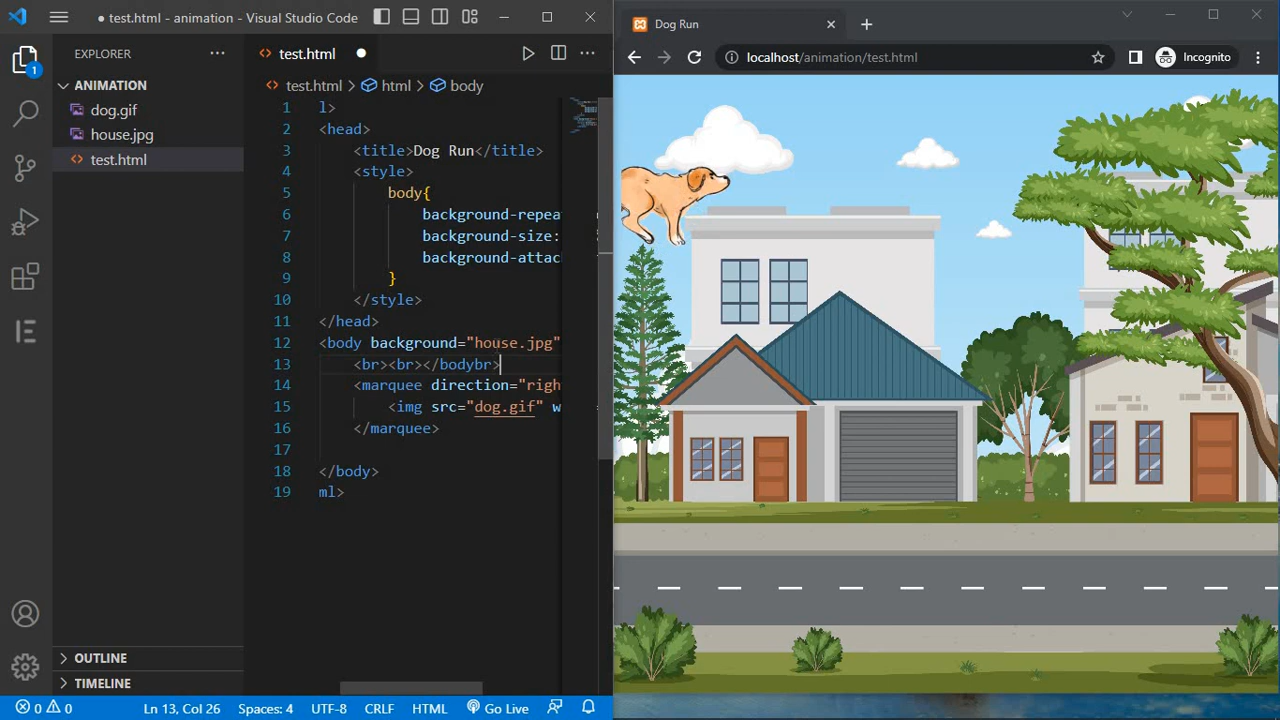 test.html - animation - Visual Studio Code
EXPLORER
ANIMATION
dog.gif
house.jpg
test.html
OUTLINE
TIMELINE
1
test.html
test.html > html > body
1 l>
2 <head>
3 <title>Dog Run</title>
4 <style>
5 body{
6 background-repea
7 background-size:
8 background-attac
9 }
10 </style>
11 </head>
12 <body background="house.jpg"
13 <br><br></bodybr>
14 <marquee direction="righ
15 <img src="dog.gif" w
16 </marquee>
17
18 </body>
19 ml>
0 0 Ln 13, Col 26 Spaces: 4 UTF-8 CRLF HTML Go Live
Dog Run
localhost/animation/test.html
Incognito